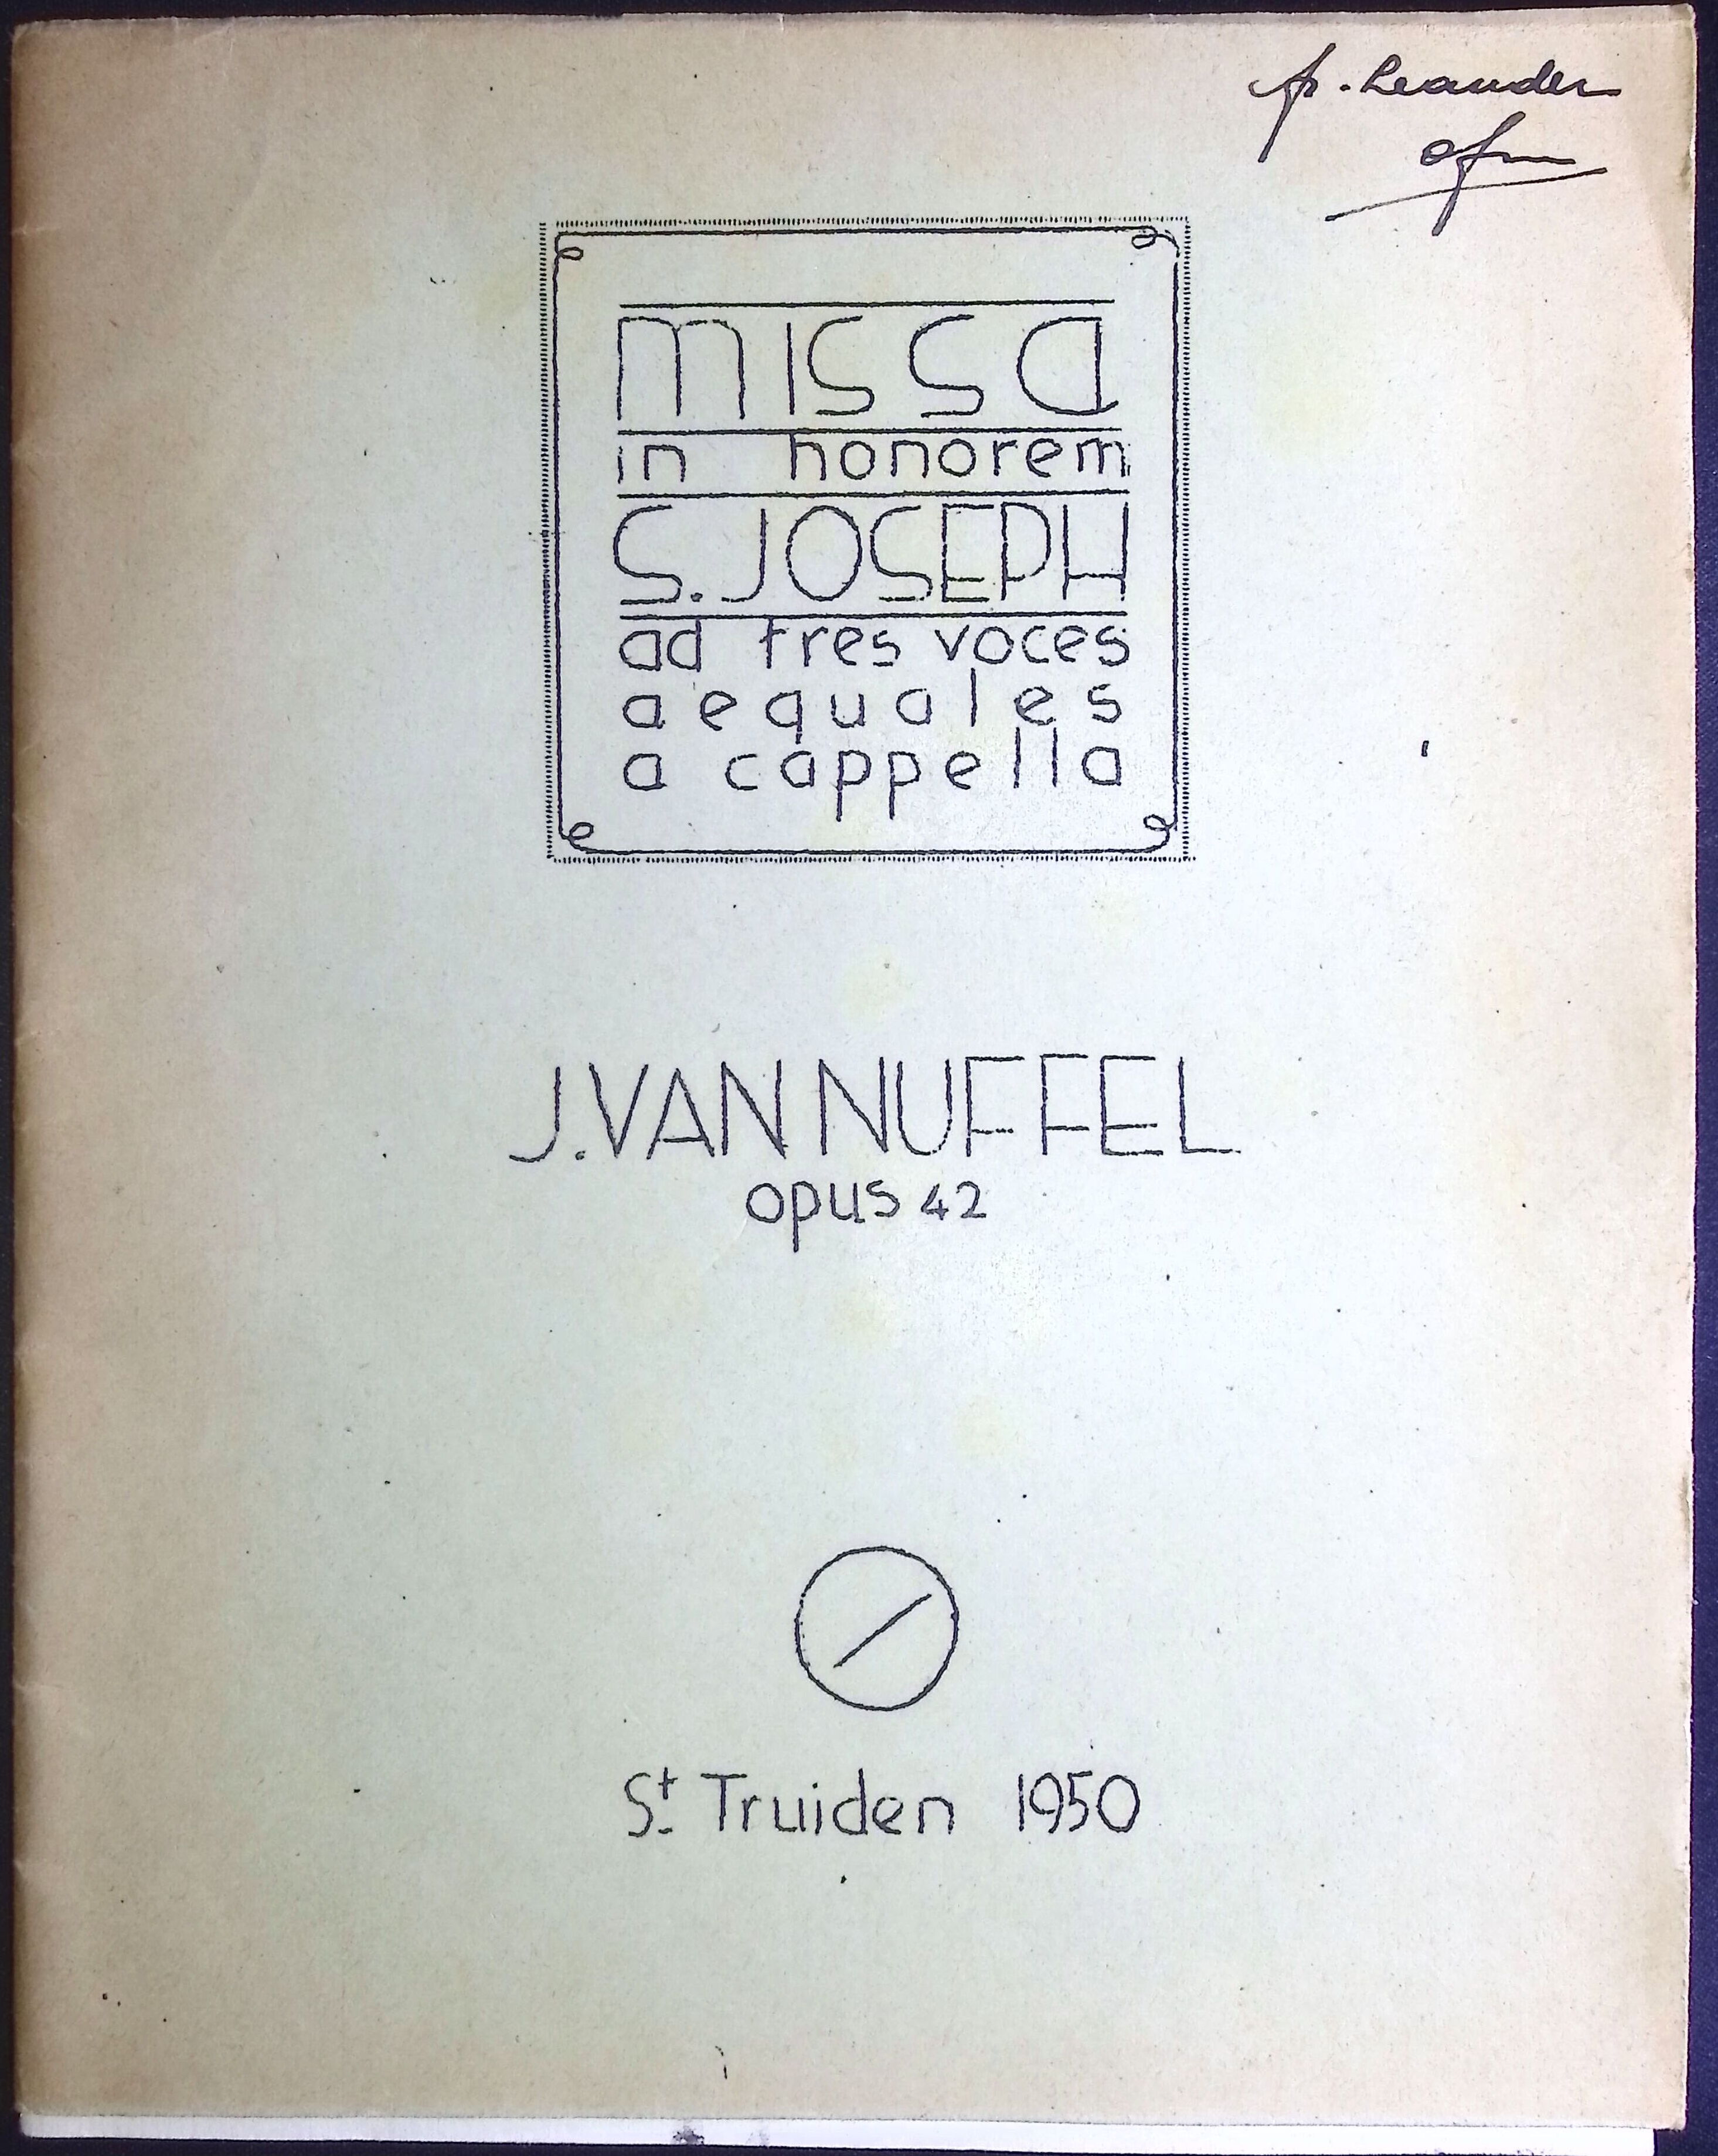 fr. Leander
ofm
missa
in honorem
S. JOSEPH
ad tres voces
aequales
a cappella
J. VAN NUFFEL
opus 42
St. Truiden 1950